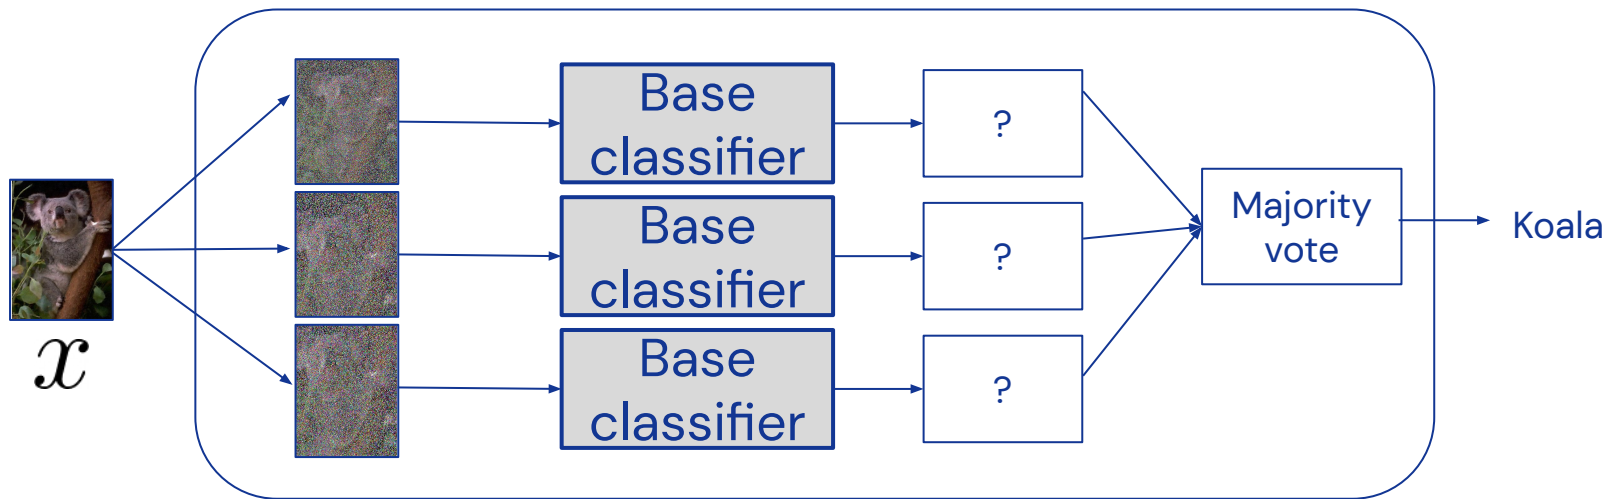 Base
classifier
?
Base
classifier
?
Base
classifier
?
Majority
vote
Koala
x